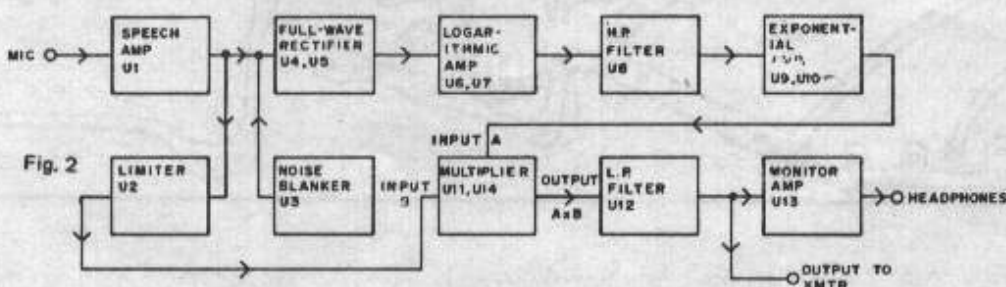 MIC
SPEECH
AMP
U1
FULL-WAVE
RECTIFIER
U4,U5
LOGAR-
ITHMIC
AMP
U6,U7
H.P.
FILTER
U8
EXPONENT-
IAL
U9,U10
Fig. 2
LIMITER
U2
NOISE
BLANKER
U3
INPUT
INPUT A
MULTIPLIER
U11,U14
OUTPUT
AxB
L.P.
FILTER
U12
MONITOR
AMP
U13
HEADPHONES
OUTPUT TO
XMTR